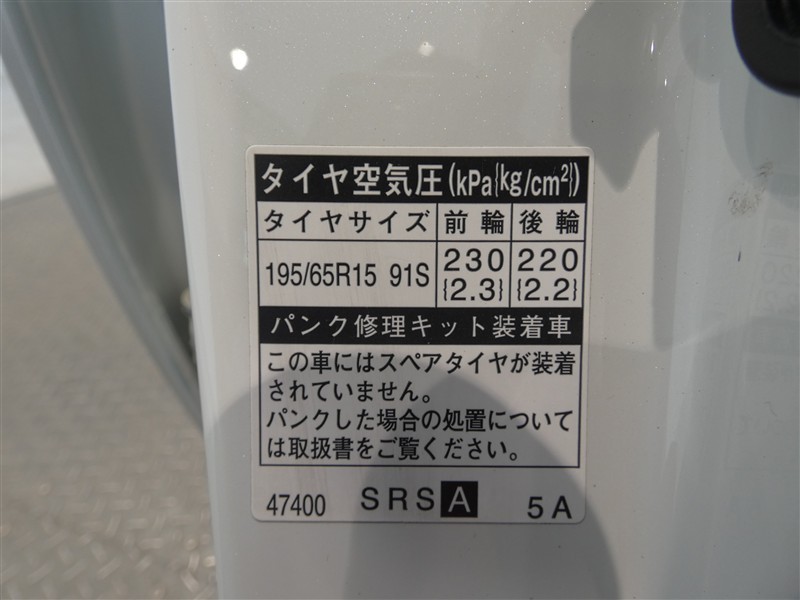 タイヤ空気圧(kPa{kg/cm²})
タイヤサイズ 前輪 後輪
195/65R15 91S 230 220
{2.3} {2.2}
パンク修理キット装着車
この車にはスペアタイヤが装着
されていません。
パンクした場合の処置について
は取扱書をご覧ください。
47400 SRS A 5A